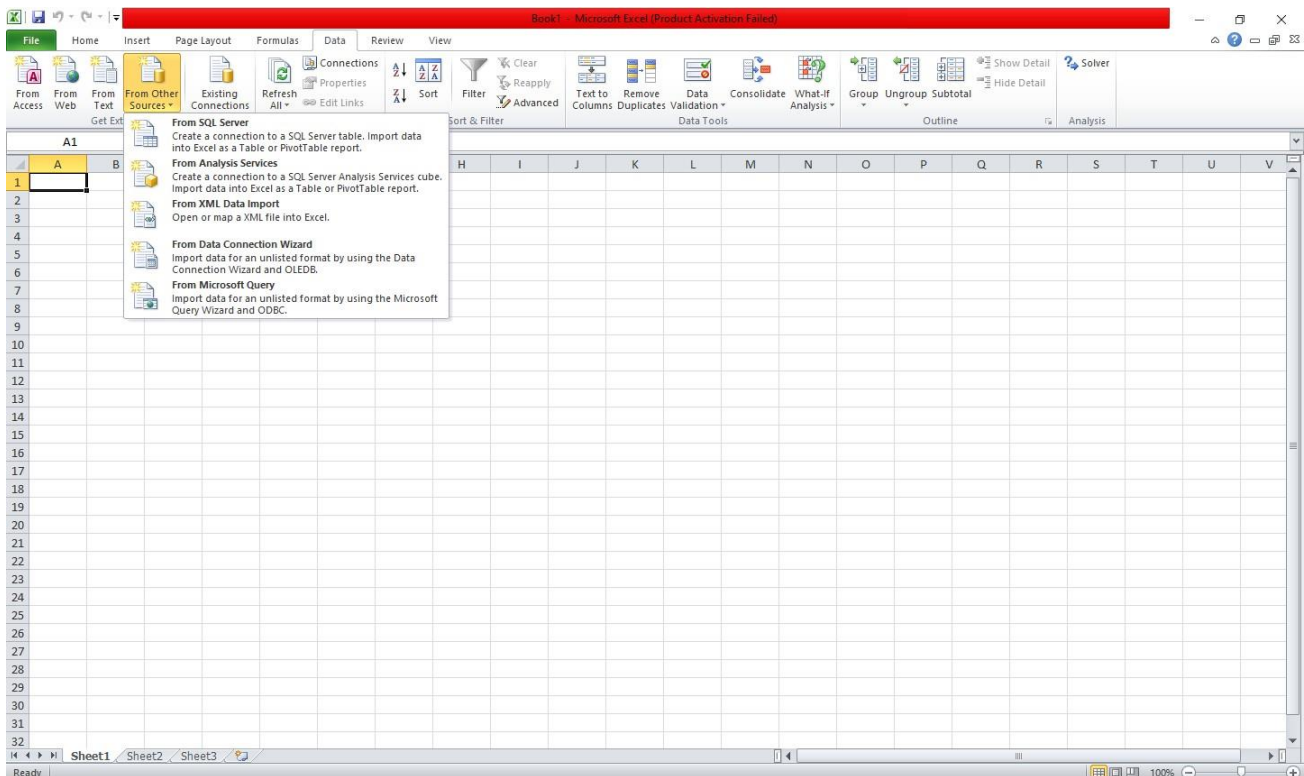 Book1 - Microsoft Excel (Product Activation Failed)
File Home Insert Page Layout Formulas Data Review View
From Access
From Web
From Text
From Other Sources
Existing Connections
Refresh All
Connections
Properties
Edit Links
Sort
Filter
Clear
Reapply
Advanced
Text to Columns
Remove Duplicates
Data Validation
Consolidate
What-If Analysis
Group
Ungroup
Subtotal
Show Detail
Hide Detail
Solver
Get Ext
Sort & Filter
Data Tools
Outline
Analysis
From SQL Server
Create a connection to a SQL Server table. Import data
into Excel as a Table or PivotTable report.
From Analysis Services
Create a connection to a SQL Server Analysis Services cube.
Import data into Excel as a Table or PivotTable report.
From XML Data Import
Open or map a XML file into Excel.
From Data Connection Wizard
Import data for an unlisted format by using the Data
Connection Wizard and OLEDB.
From Microsoft Query
Import data for an unlisted format by using the Microsoft
Query Wizard and ODBC.
A1
A B H I J K L M N O P Q R S T U V
1
2
3
4
5
6
7
8
9
10
11
12
13
14
15
16
17
18
19
20
21
22
23
24
25
26
27
28
29
30
31
32
Sheet1 Sheet2 Sheet3
Ready 100%